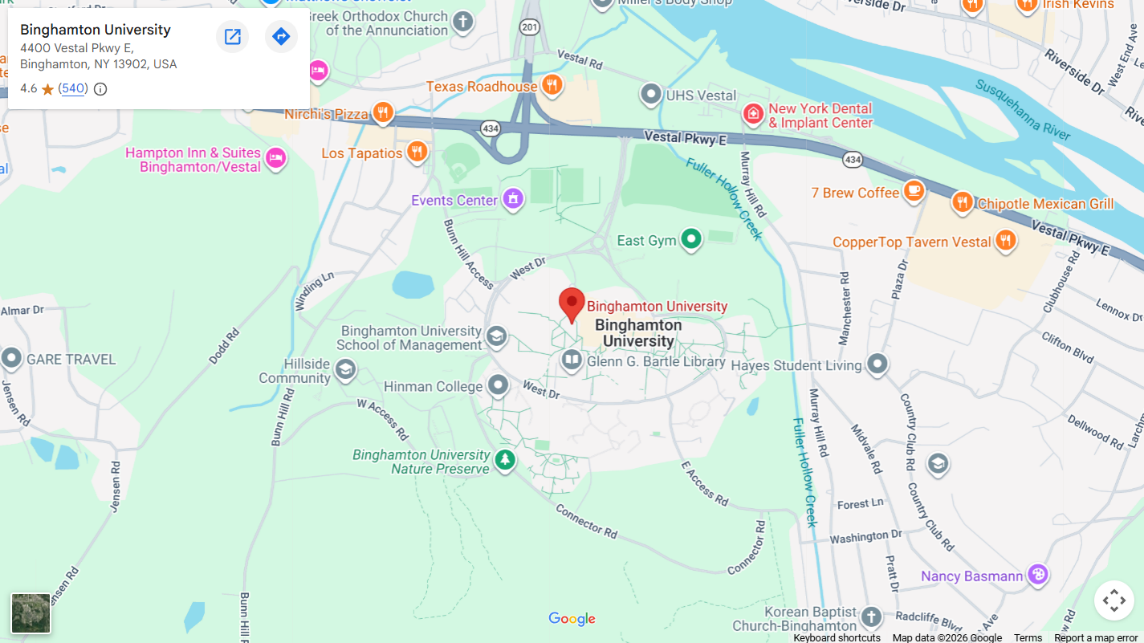 Binghamton University
4400 Vestal Pkwy E,
Binghamton, NY 13902, USA
4.6
(540)
Greek Orthodox Church
of the Annunciation
201
Miller's Body Shop
Riverside Dr
Irish Kevins
West End Ave
Riverside Dr
Susquehanna River
Vestal Rd
Texas Roadhouse
UHS Vestal
New York Dental
& Implant Center
Nirchis Pizza
434
Vestal Pkwy E
434
Hampton Inn & Suites
Binghamton/Vestal
Los Tapatios
Fuller Hollow Creek
Murray Hill Rd
7 Brew Coffee
Chipotle Mexican Grill
Events Center
Vestal Pkwy E
East Gym
CopperTop Tavern Vestal
Bunn Hill Access
West Dr
Winding Ln
Plaza Dr
Clubhouse Rd
Manchester Rd
Lennox Dr
Almar Dr
Binghamton University
Binghamton
University
Dodd Rd
Binghamton University
School of Management
Clifton Blvd
GARE TRAVEL
Glenn G. Bartle Library
Hayes Student Living
Hillside
Community
Hinman College
West Dr
Jensen Rd
Bunn Hill Rd
W Access Rd
Murray Hill Rd
Country Club Rd
Dellwood Rd
Midvale Rd
Fuller Hollow Creek
Binghamton University
Nature Preserve
Jensen Rd
E Access Rd
Forest Ln
Connector Rd
Country Club Rd
Washington Dr
Connector Rd
Pratt Dr
Nancy Basmann
Jensen Rd
Google
Korean Baptist
Church-Binghamton
Radcliffe Blvd
Keyboard shortcuts
Map data ©2026 Google
Terms
Report a map error